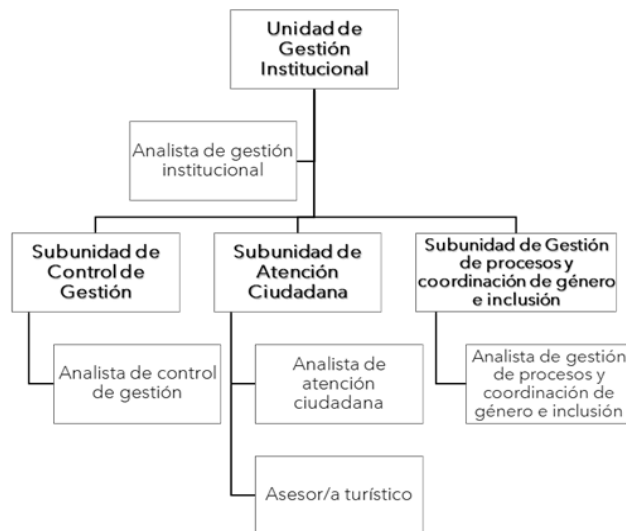 Unidad de
Gestión
Institucional
Analista de gestión
institucional
Subunidad de
Control de
Gestión
Subunidad de
Atención
Ciudadana
Subunidad de Gestión
de procesos y
coordinación de género
e inclusión
Analista de control
de gestión
Analista de
atención
ciudadana
Analista de gestión
de procesos y
coordinación de
género e inclusión
Asesor/a turístico